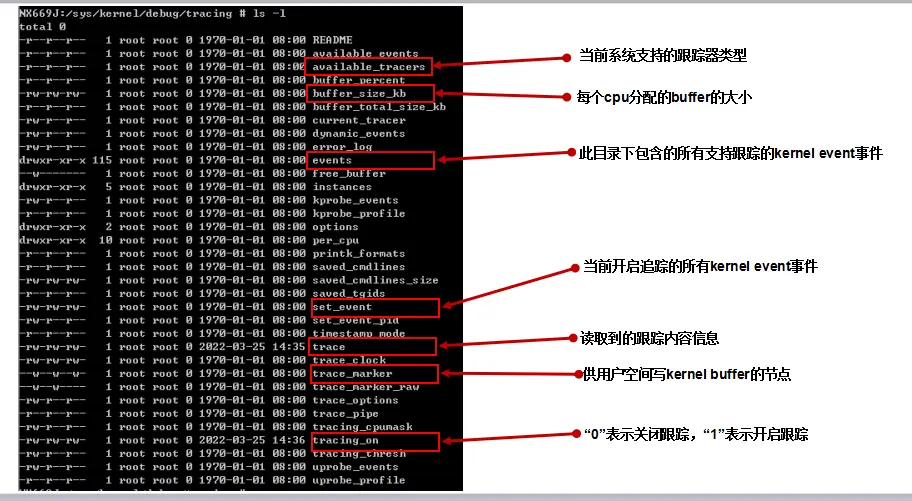 NX669J:/sys/kernel/debug/tracing # ls -l
total 0
-r--r--r-- 1 root root 0 1970-01-01 08:00 README
-r--r--r-- 1 root root 0 1970-01-01 08:00 available_events
-r--r--r-- 1 root root 0 1970-01-01 08:00 available_tracers
当前系统支持的跟踪器类型
-rw-r--r-- 1 root root 0 1970-01-01 08:00 buffer_percent
-rw-rw-rw- 1 root root 0 1970-01-01 08:00 buffer_size_kb
每个cpu分配的buffer的大小
-r--r--r-- 1 root root 0 1970-01-01 08:00 buffer_total_size_kb
-rw-rw-r-- 1 root root 0 1970-01-01 08:00 current_tracer
-rw-r--r-- 1 root root 0 1970-01-01 08:00 dynamic_events
-rw-r--r-- 1 root root 0 1970-01-01 08:00 error_log
drwxr-xr-x 115 root root 0 1970-01-01 08:00 events
此目录下包含的所有支持跟踪的kernel event事件
--w------- 1 root root 0 1970-01-01 08:00 free_buffer
drwxr-xr-x 5 root root 0 1970-01-01 08:00 instances
-rw-r--r-- 1 root root 0 1970-01-01 08:00 kprobe_events
-r--r--r-- 1 root root 0 1970-01-01 08:00 kprobe_profile
drwxr-xr-x 2 root root 0 1970-01-01 08:00 options
drwxr-xr-x 10 root root 0 1970-01-01 08:00 per_cpu
-r--r--r-- 1 root root 0 1970-01-01 08:00 printk_formats
-r--r--r-- 1 root root 0 1970-01-01 08:00 saved_cmdlines
-rw-rw-rw- 1 root root 0 1970-01-01 08:00 saved_cmdlines_size
-r--r--r-- 1 root root 0 1970-01-01 08:00 saved_tgids
-rw-rw-rw- 1 root root 0 1970-01-01 08:00 set_event
当前开启追踪的所有kernel event事件
-rw-r--r-- 1 root root 0 1970-01-01 08:00 set_event_pid
-r--r--r-- 1 root root 0 1970-01-01 08:00 timestamp_mode
-rw-rw-rw- 1 root root 0 2022-03-25 14:35 trace
读取到的跟踪内容信息
-rw-rw-rw- 1 root root 0 1970-01-01 08:00 trace_clock
--w--w--w- 1 root root 0 1970-01-01 08:00 trace_marker
供用户空间写kernel buffer的节点
--w--w---- 1 root root 0 1970-01-01 08:00 trace_marker_raw
-rw-r--r-- 1 root root 0 1970-01-01 08:00 trace_options
-r--r--r-- 1 root root 0 1970-01-01 08:00 trace_pipe
-rw-r--r-- 1 root root 0 1970-01-01 08:00 tracing_cpumask
-rw-rw-rw- 1 root root 0 2022-03-25 14:36 tracing_on
“0”表示关闭跟踪，“1”表示开启跟踪
-rw-r--r-- 1 root root 0 1970-01-01 08:00 tracing_thresh
-rw-r--r-- 1 root root 0 1970-01-01 08:00 uprobe_events
-r--r--r-- 1 root root 0 1970-01-01 08:00 uprobe_profile